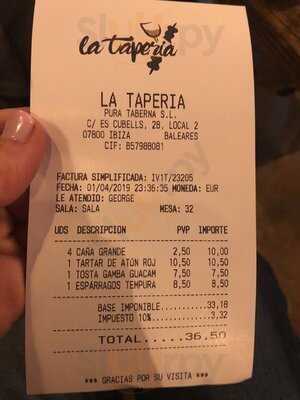 la taperia
LA TAPERIA
PURA TABERNA S.L.
C/ ES CUBELLS, 28, LOCAL 2
07800 IBIZA BALEARES
CIF: B57988081
FACTURA SIMPLIFICADA: IV1T/23205
FECHA: 01/04/2019 23:36:35 MONEDA: EUR
LE ATENDIO: GEORGE
SALA: SALA MESA: 32
UDS DESCRIPCION PVP IMPORTE
4 CAÑA GRANDE 2,50 10,00
1 TARTAR DE ATÚN ROJ 10,50 10,50
1 TOSTA GAMBA GUACAM 7,50 7,50
1 ESPÁRRAGOS TEMPURA 8,50 8,50
BASE IMPONIBLE............33,18
IMPUESTO 10%..............3,32
TOTAL.....36,50
*** GRACIAS POR SU VISITA ***